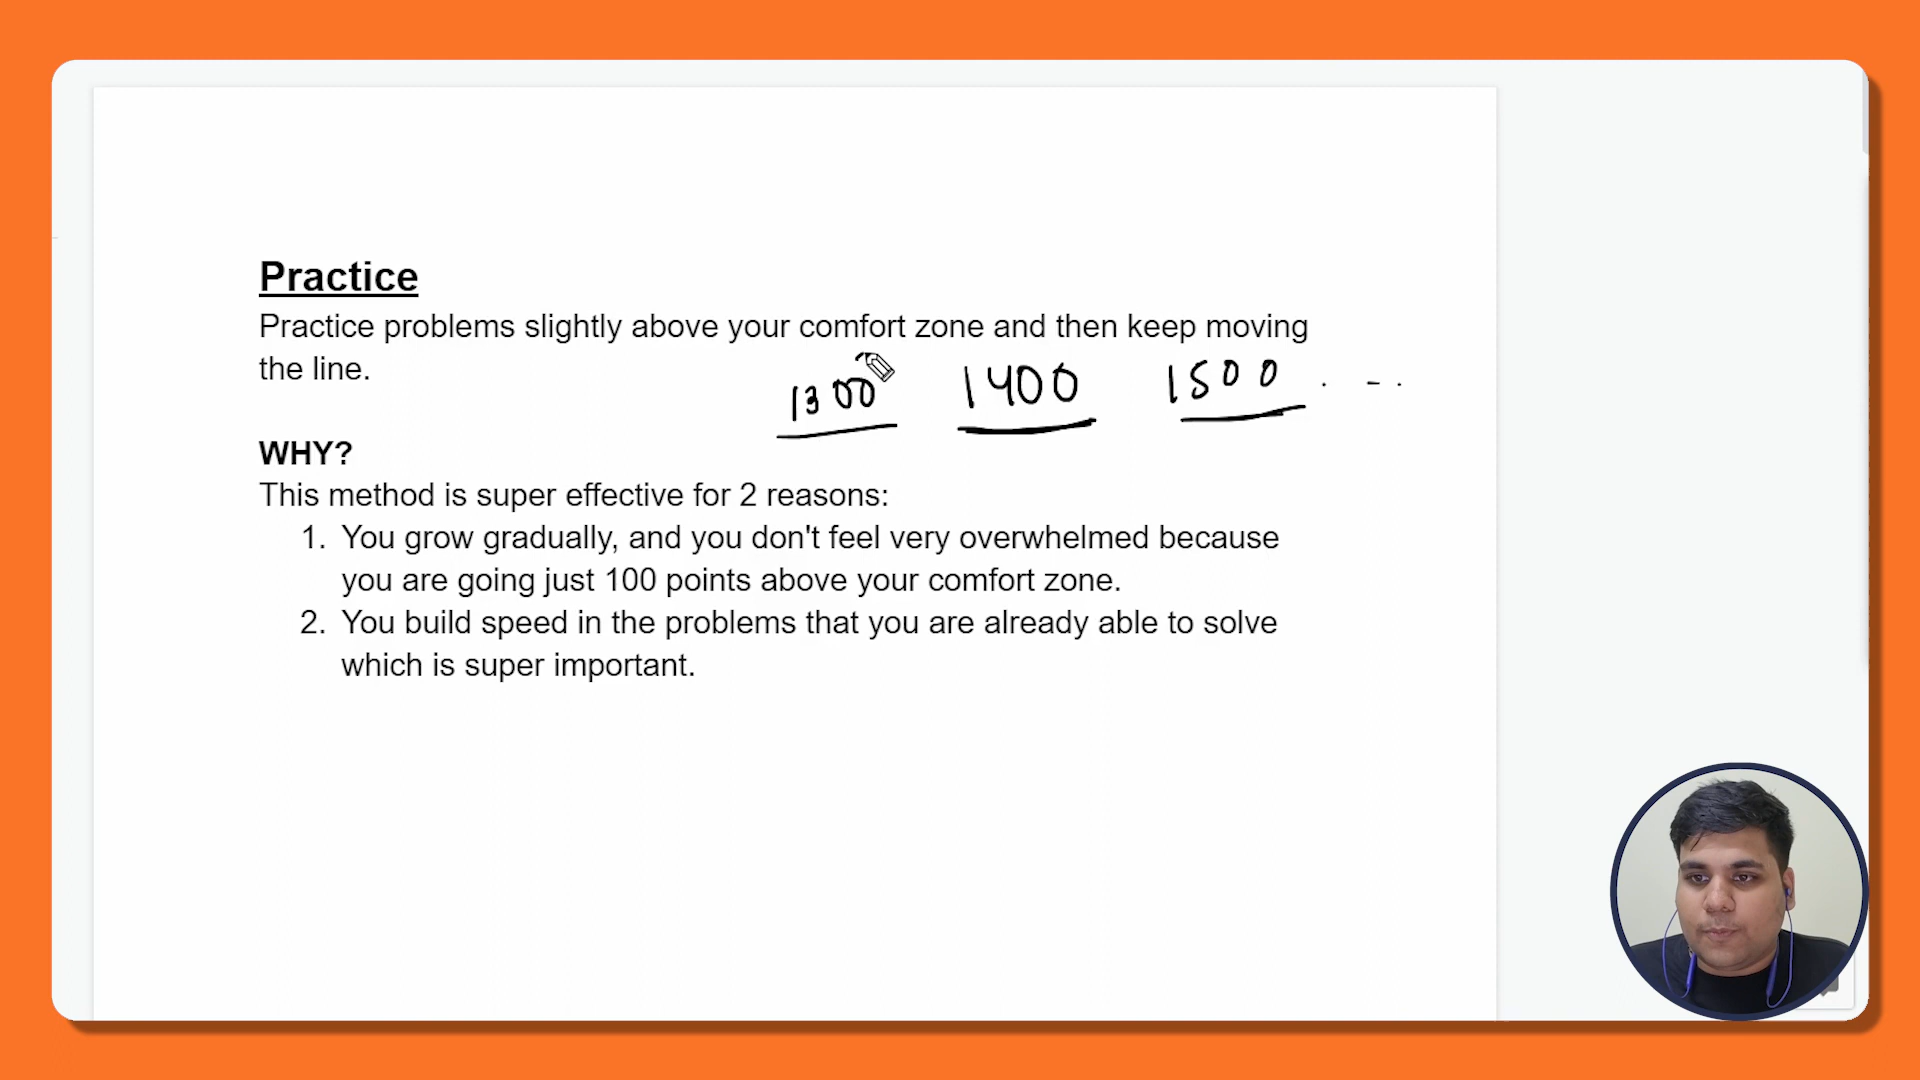 Practice
Practice problems slightly above your comfort zone and then keep moving
the line.
1300 1400 1500 . - .
WHY?
This method is super effective for 2 reasons:
1. You grow gradually, and you don't feel very overwhelmed because
you are going just 100 points above your comfort zone.
2. You build speed in the problems that you are already able to solve
which is super important.